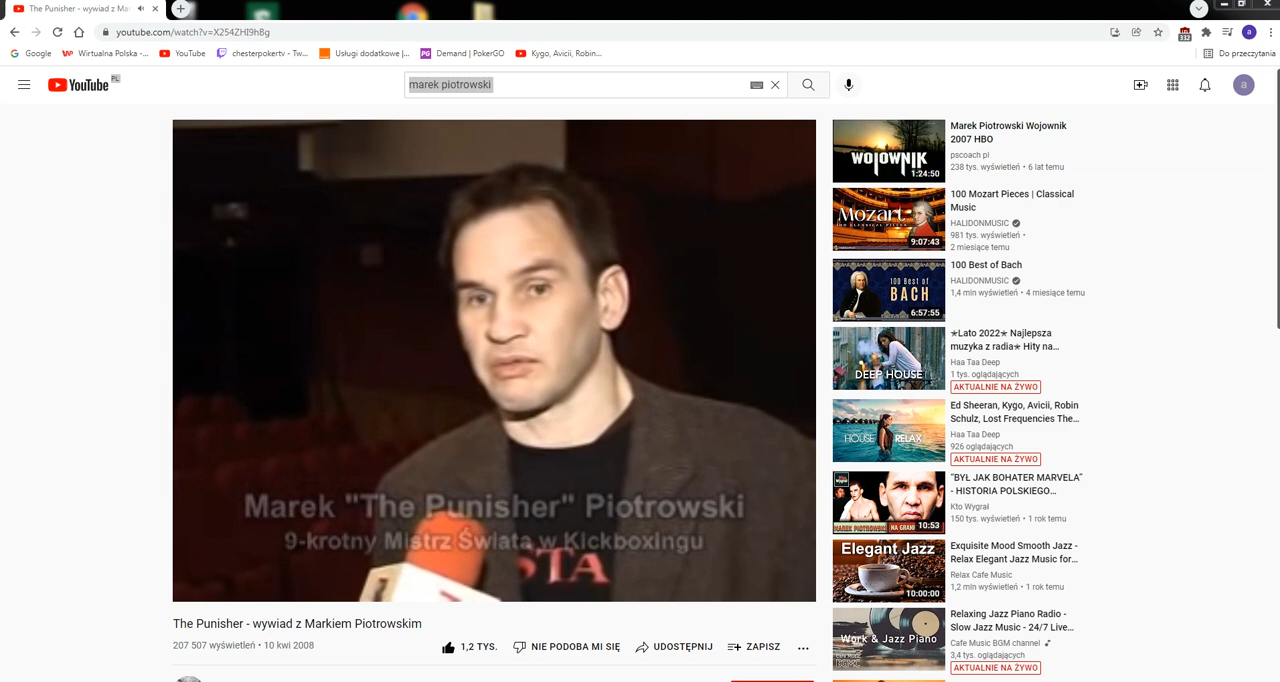 The Punisher - wywiad z Mar
youtube.com/watch?v=X254ZHI9hBg
332
a
Google
Wirtualna Polska -...
YouTube
chesterpokertv - Tw...
Usługi dodatkowe |...
PG Demand | PokerGO
Kygo, Avicii, Robin...
Do przeczytania
YouTube PL
marek piotrowski
a
Marek "The Punisher" Piotrowski
9-krotny Mistrz Świata w Kickboxingu
STA
The Punisher - wywiad z Markiem Piotrowskim
207 507 wyświetleń • 10 kwi 2008
1,2 TYS.
NIE PODOBA MI SIĘ
UDOSTĘPNIJ
ZAPISZ
WOJOWNIK
1:24:50
Marek Piotrowski Wojownik
2007 HBO
pscoach pl
238 tys. wyświetleń • 6 lat temu
Mozart
9:07:43
100 Mozart Pieces | Classical
Music
HALIDONMUSIC
981 tys. wyświetleń •
2 miesiące temu
100 BEST of
BACH
6:57:55
100 Best of Bach
HALIDONMUSIC
1,4 mln wyświetleń • 4 miesiące temu
DEEP HOUSE
★Lato 2022★ Najlepsza
muzyka z radia★ Hity na...
Haa Taa Deep
1 tys. oglądających
AKTUALNIE NA ŻYWO
HOUSE RELAX
Ed Sheeran, Kygo, Avicii, Robin
Schulz, Lost Frequencies The...
Haa Taa Deep
926 oglądających
AKTUALNIE NA ŻYWO
MAREK PIOTROWSKI
NA GRANI
10:53
"BYŁ JAK BOHATER MARVELA"
- HISTORIA POLSKIEGO...
Kto Wygrał
150 tys. wyświetleń • 1 rok temu
Elegant Jazz
10:00:00
Exquisite Mood Smooth Jazz -
Relax Elegant Jazz Music for...
Relax Cafe Music
1,2 mln wyświetleń • 1 rok temu
Work & Jazz Piano
Relaxing Jazz Piano Radio -
Slow Jazz Music - 24/7 Live...
Cafe Music BGM channel
3,4 tys. oglądających
AKTUALNIE NA ŻYWO